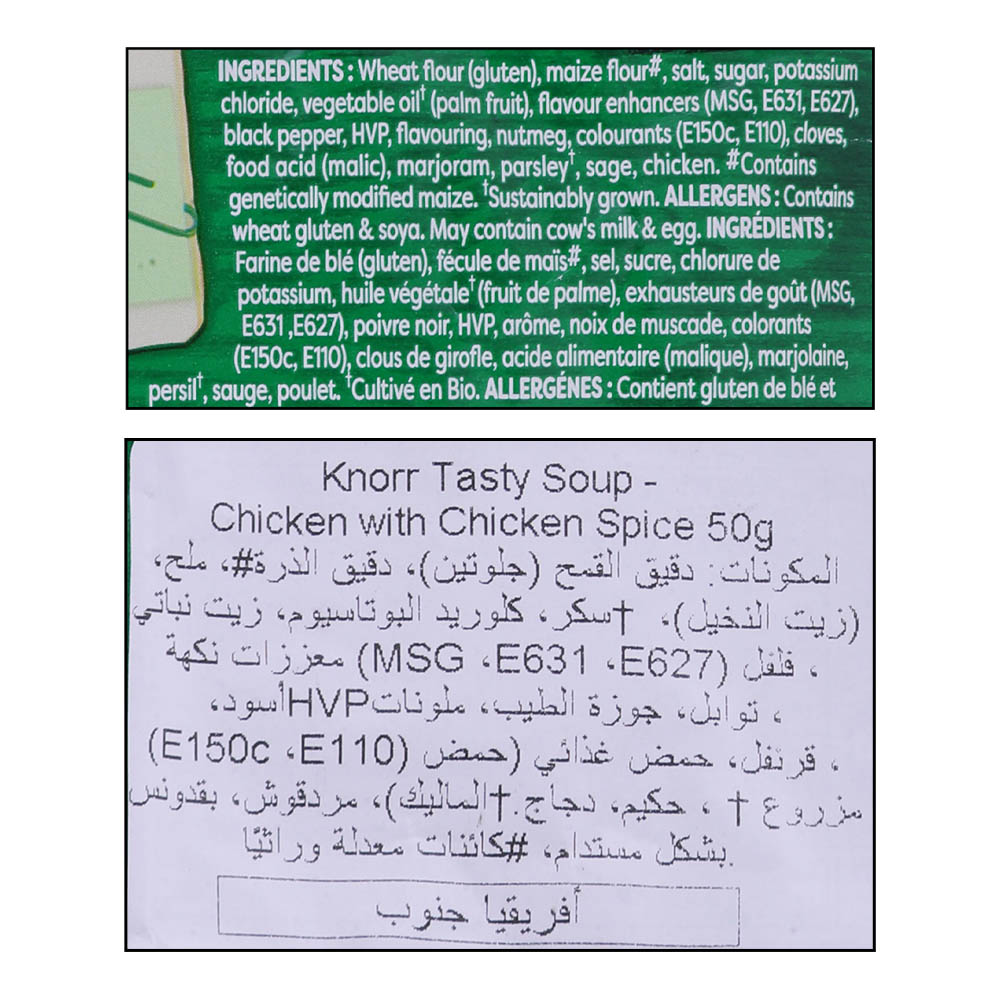 INGREDIENTS : Wheat flour (gluten), maize flour#, salt, sugar, potassium
chloride, vegetable oil† (palm fruit), flavour enhancers (MSG, E631, E627),
black pepper, HVP, flavouring, nutmeg, colourants (E150c, E110), cloves,
food acid (malic), marjoram, parsley†, sage, chicken. #Contains
genetically modified maize. †Sustainably grown. ALLERGENS : Contains
wheat gluten & soya. May contain cow's milk & egg. INGRÉDIENTS :
Farine de blé (gluten), fécule de maïs#, sel, sucre, chlorure de
potassium, huile végétale† (fruit de palme), exhausteurs de goût (MSG,
E631 ,E627), poivre noir, HVP, arôme, noix de muscade, colorants
(E150c, E110), clous de girofle, acide alimentaire (malique), marjolaine,
persil†, sauge, poulet. †Cultivé en Bio. ALLERGÉNES : Contient gluten de blé et
Knorr Tasty Soup -
Chicken with Chicken Spice 50g
المكونات: دقيق القمح (جلوتين)، دقيق الذرة#، ملح،
(زيت النخيل)، †سكر، كلوريد البوتاسيوم، زيت نباتي
، فلفل (MSG ،E631 ،E627) معززات نكهة
، توابل، جوزة الطيب، ملوناتHVPأسود،
، قرنفل، حمض غذائي (حمض (E150c ،E110)
مزروع † ، حكيم، دجاج.†الماليك)، مردقوش، بقدونس
بشكل مستدام، #كائنات معدلة وراثيًا.
أفريقيا جنوب